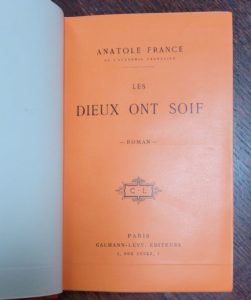 ANATOLE FRANCE
DE L'ACADÉMIE FRANÇAISE
LES
DIEUX ONT SOIF
— ROMAN —
C·L
PARIS
CALMANN-LÉVY, ÉDITEURS
3, RUE AUBER, 3